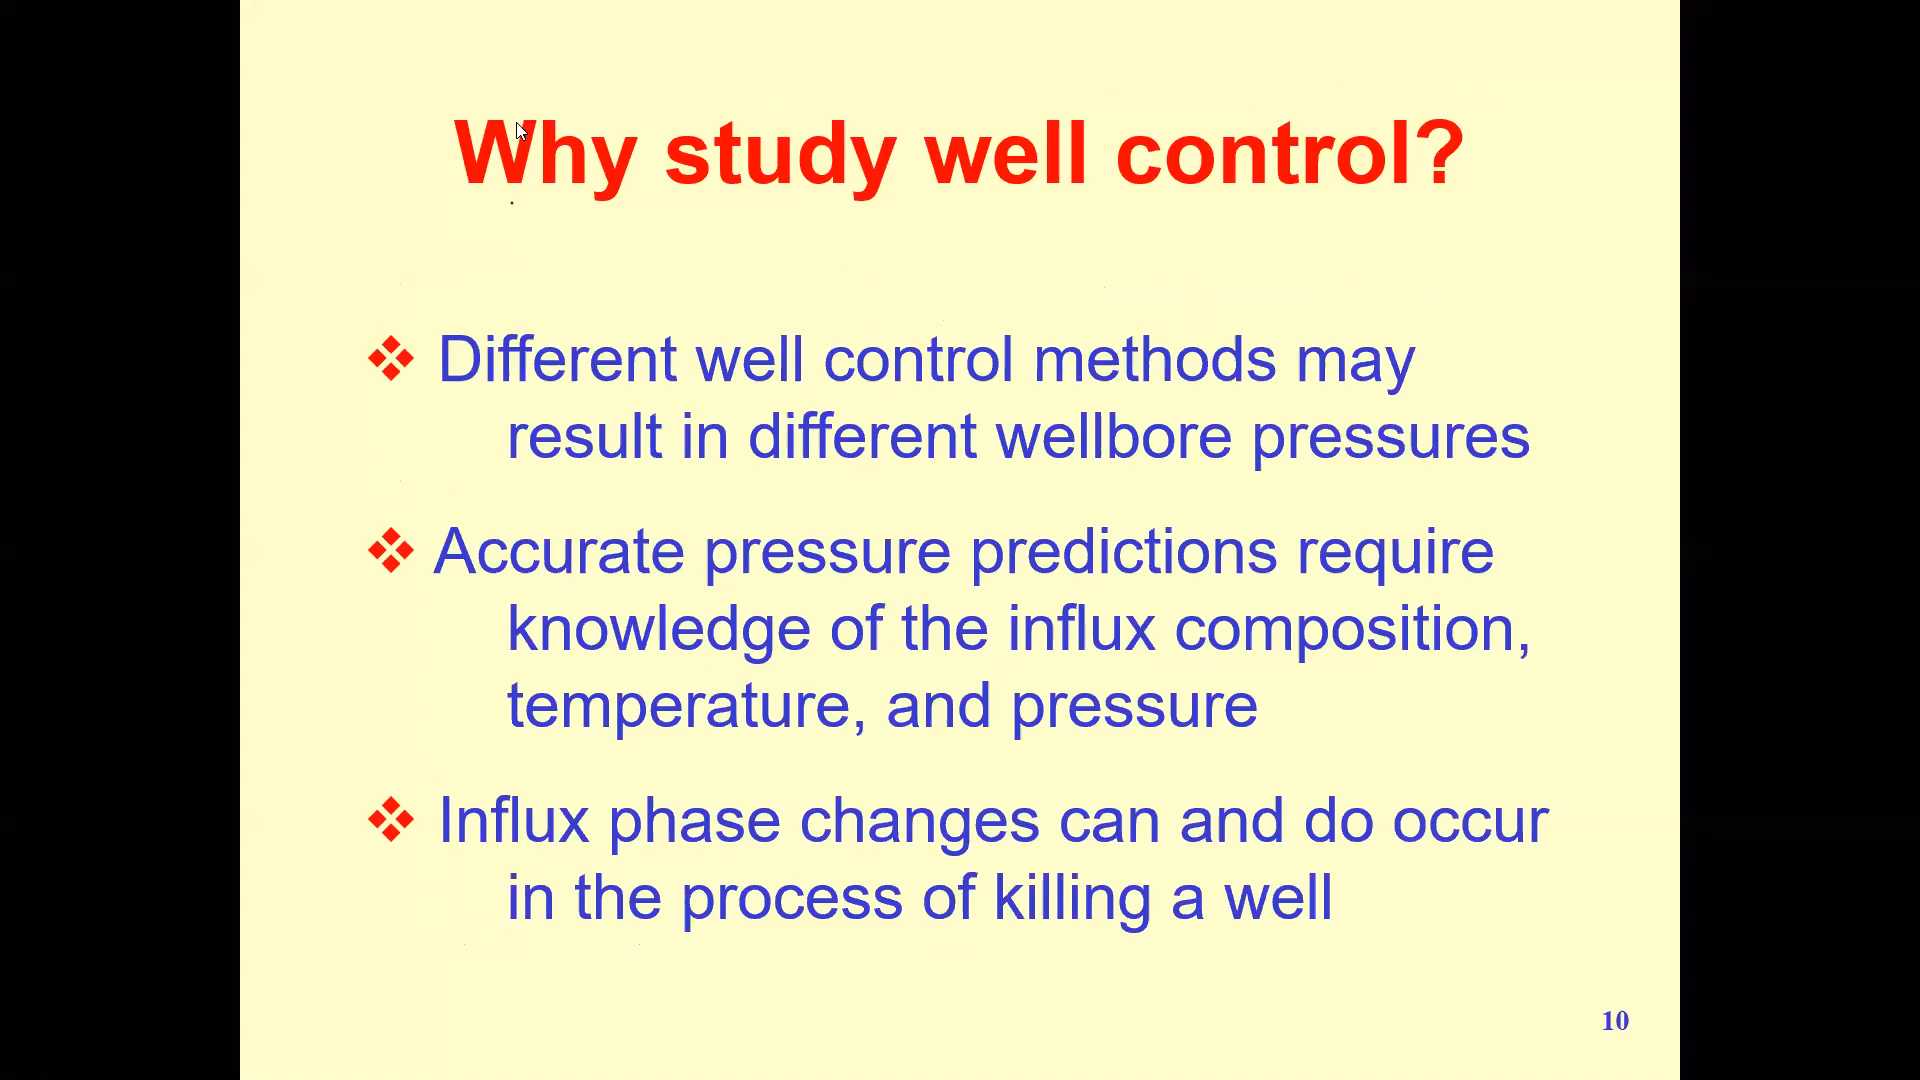 Why study well control?
❖ Different well control methods may
result in different wellbore pressures
❖ Accurate pressure predictions require
knowledge of the influx composition,
temperature, and pressure
❖ Influx phase changes can and do occur
in the process of killing a well
10